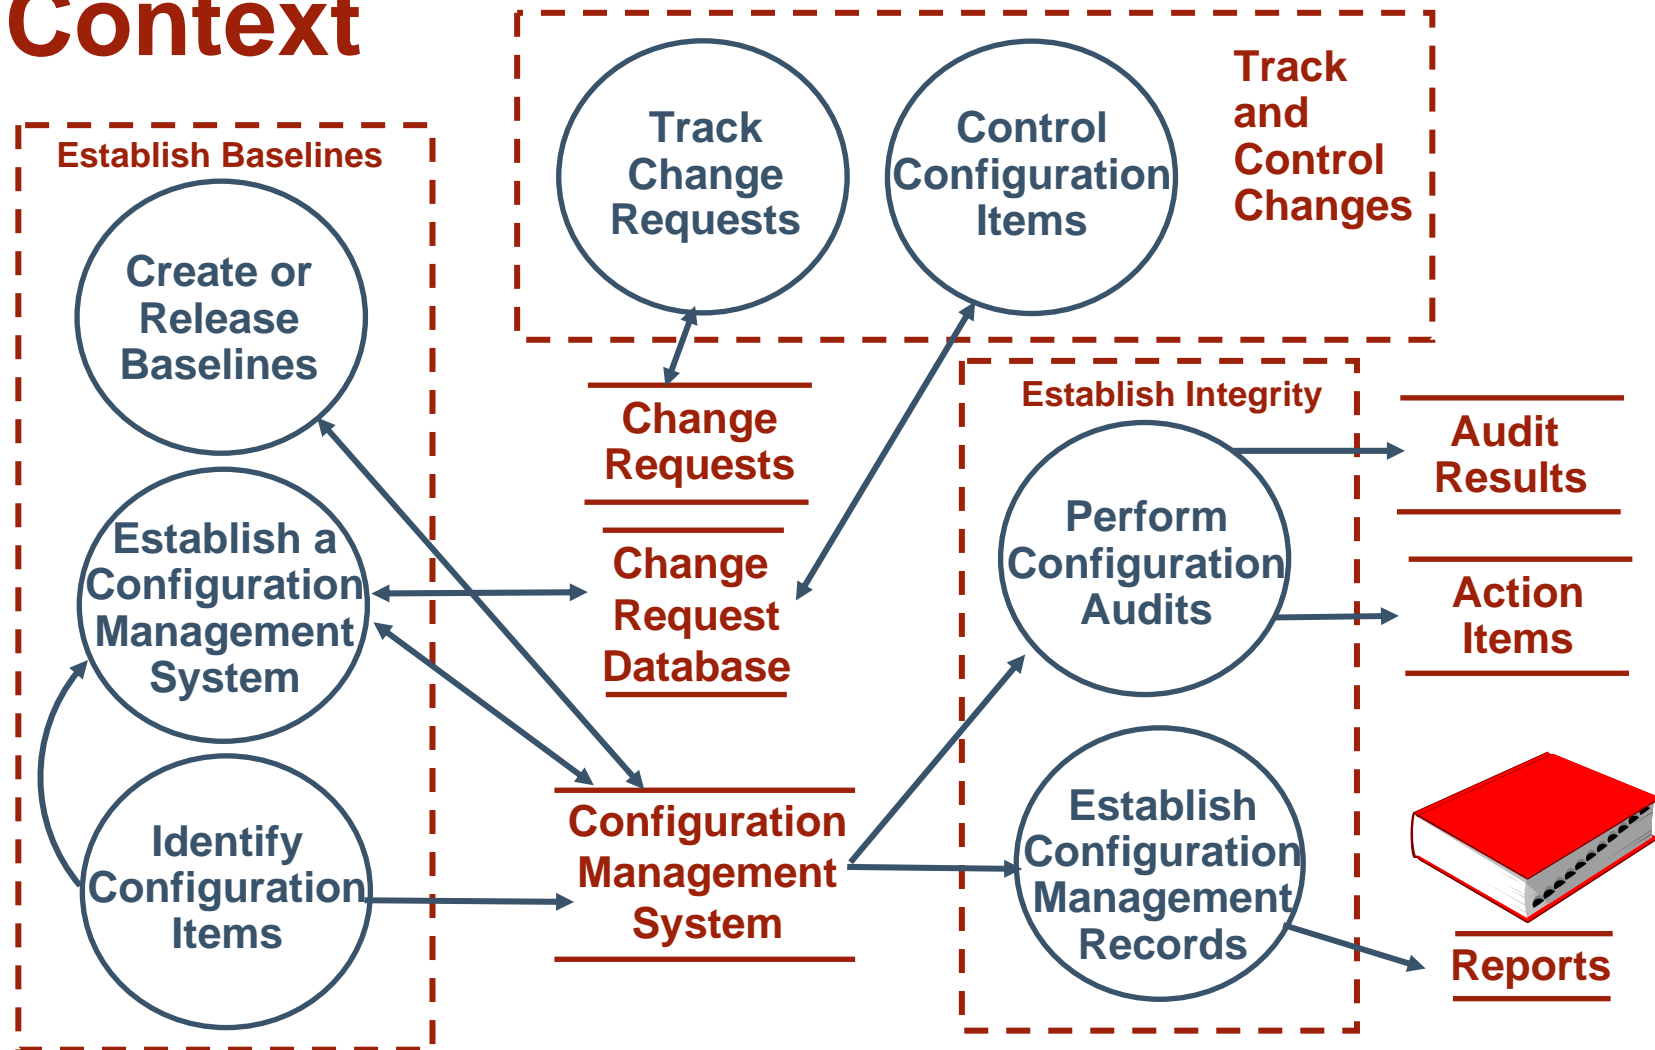 Context
Establish Baselines
Create or
Release
Baselines
Establish a
Configuration
Management
System
Identify
Configuration
Items
Track
Change
Requests
Control
Configuration
Items
Track
and
Control
Changes
Change
Requests
Change
Request
Database
Configuration
Management
System
Establish Integrity
Perform
Configuration
Audits
Establish
Configuration
Management
Records
Audit
Results
Action
Items
Reports